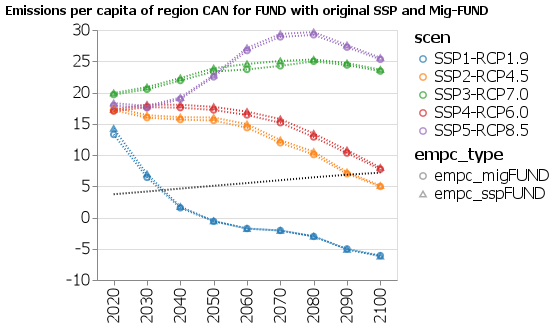 Emissions per capita of region CAN for FUND with original SSP and Mig-FUND
30
25
20
15
10
5
0
−5
−10
2020
2030
2040
2050
2060
2070
2080
2090
2100
scen
SSP1-RCP1.9
SSP2-RCP4.5
SSP3-RCP7.0
SSP4-RCP6.0
SSP5-RCP8.5
empc_type
empc_migFUND
empc_sspFUND